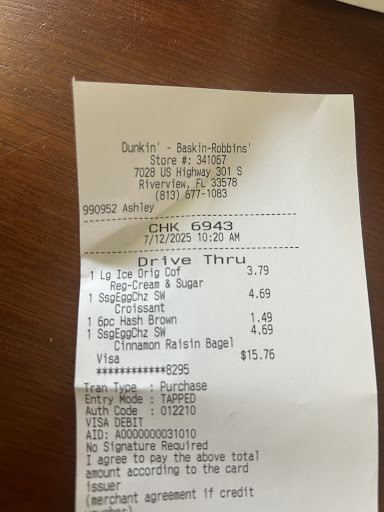 Dunkin' - Baskin-Robbins'
Store #: 341067
7028 US Highway 301 S
Riverview, FL 33578
(813) 677-1083
990952 Ashley
CHK 6943
7/12/2025 10:20 AM
Drive Thru
1 Lg Ice Orig Cof 3.79
Reg-Cream & Sugar
1 SsgEggChz SW 4.69
Croissant
1 6pc Hash Brown 1.49
1 SsgEggChz SW 4.69
Cinnamon Raisin Bagel
Visa $15.76
************8295
Tran Type : Purchase
Entry Mode : TAPPED
Auth Code : 012210
VISA DEBIT
AID: A0000000031010
No Signature Required
I agree to pay the above total
amount according to the card
issuer
(merchant agreement if credit